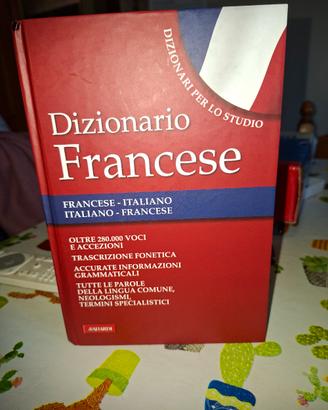 DIZIONARI PER LO STUDIO
Dizionario
Francese
FRANCESE - ITALIANO
ITALIANO - FRANCESE
OLTRE 280.000 VOCI
E ACCEZIONI
TRASCRIZIONE FONETICA
ACCURATE INFORMAZIONI
GRAMMATICALI
TUTTE LE PAROLE
DELLA LINGUA COMUNE,
NEOLOGISMI,
TERMINI SPECIALISTICI
A.VALLARDI